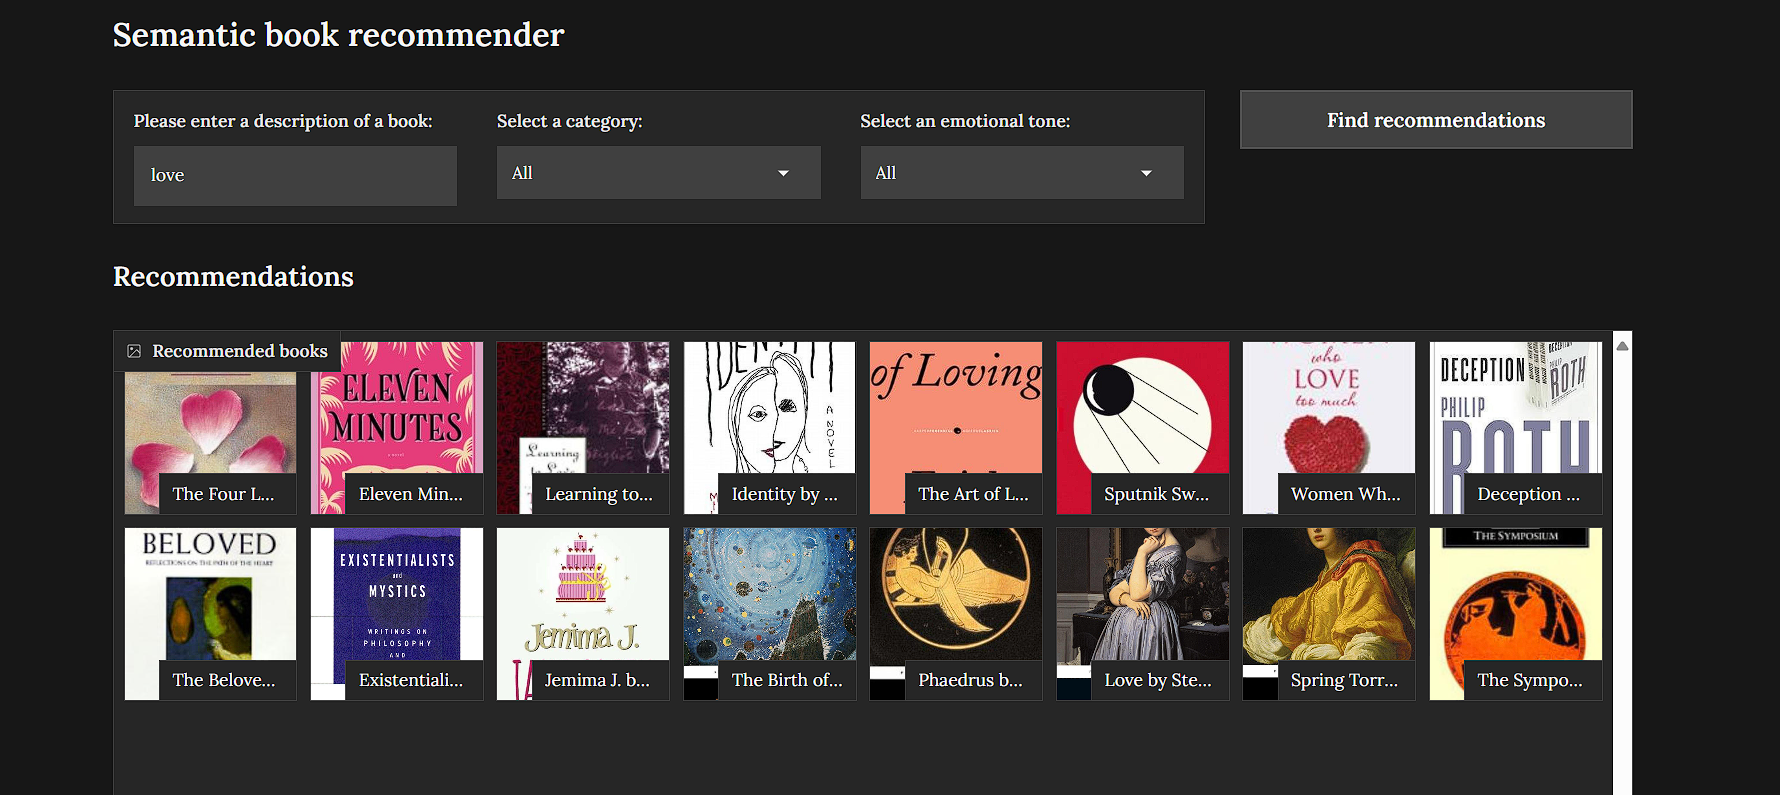 Semantic book recommender
Please enter a description of a book:
Select a category:
Select an emotional tone:
Find recommendations
love
All
All
Recommendations
Recommended books
ELEVEN
MINUTES
Learning
IDENTITY
A NOVEL
of Loving
who
LOVE
too much
DECEPTION
PHILIP
ROTH
The Four L...
Eleven Min...
Learning to...
Identity by ...
The Art of L...
Sputnik Sw...
Women Wh...
Deception ...
BELOVED
REFLECTIONS ON THE PATH OF THE HEART
EXISTENTIALISTS
and
MYSTICS
WRITINGS ON
PHILOSOPHY
AND
Jemima J.
THE SYMPOSIUM
The Belove...
Existentiali...
Jemima J. b...
The Birth of...
Phaedrus b...
Love by Ste...
Spring Torr...
The Sympo...